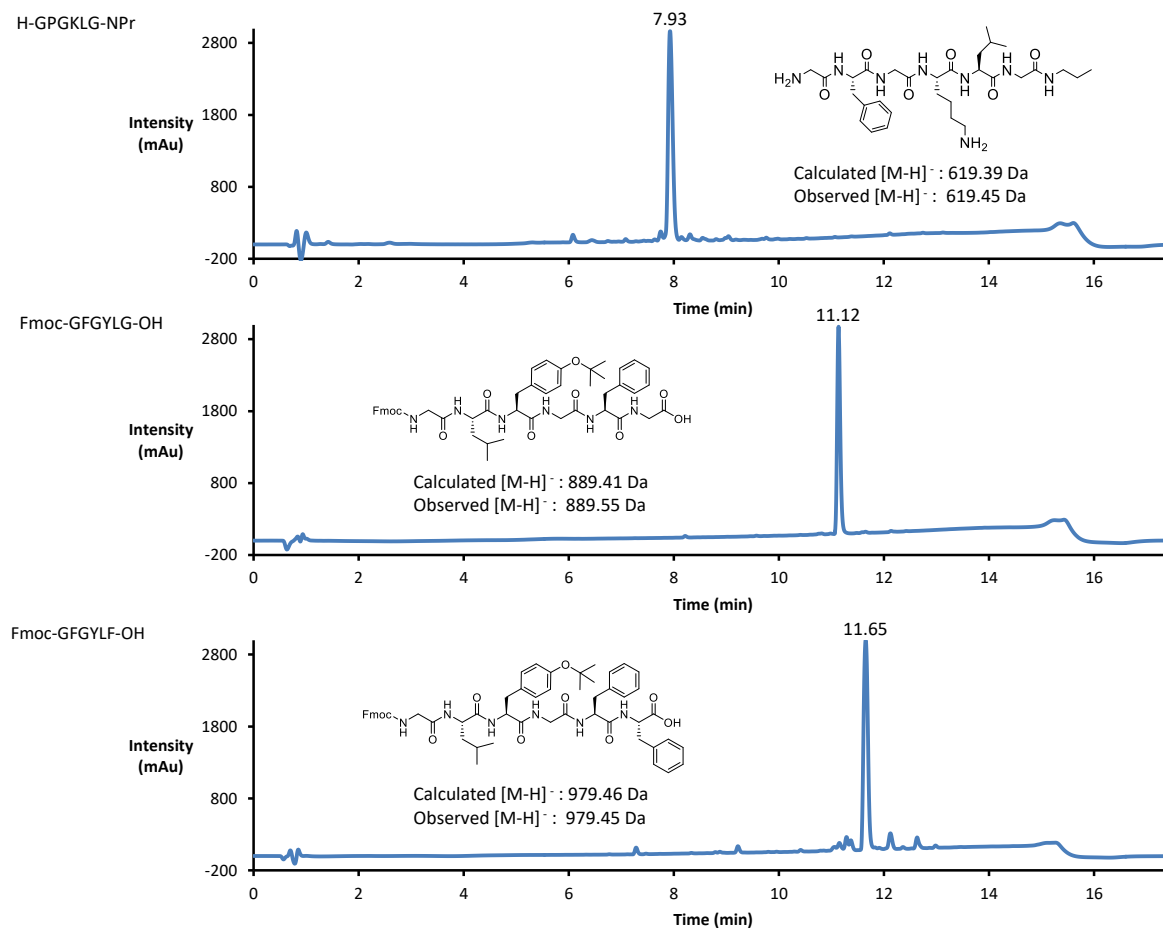 H-GPGKLG-NPr
7.93
2800
1800
800
-200
Intensity
(mAu)
H2N
O
H
N
O
N
H
O
H
N
O
N
H
O
H
N
O
N
H
NH2
Calculated [M-H] - : 619.39 Da
Observed [M-H] - : 619.45 Da
0 2 4 6 8 10 12 14 16
Time (min)
Fmoc-GFGYLG-OH
11.12
2800
1800
800
-200
Intensity
(mAu)
Fmoc
N
H
O
H
N
O
N
H
O
O
H
N
O
N
H
O
H
N
O
OH
Calculated [M-H] - : 889.41 Da
Observed [M-H] - : 889.55 Da
0 2 4 6 8 10 12 14 16
Time (min)
Fmoc-GFGYLF-OH
11.65
2800
1800
800
-200
Intensity
(mAu)
Fmoc
N
H
O
H
N
O
N
H
O
O
H
N
O
N
H
O
H
N
O
OH
Calculated [M-H] - : 979.46 Da
Observed [M-H] - : 979.45 Da
0 2 4 6 8 10 12 14 16
Time (min)